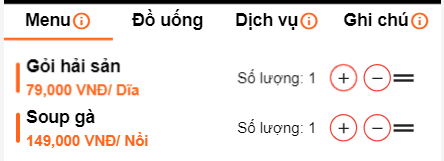 Menu Đồ uống Dịch vụ Ghi chú
Gỏi hải sản
79,000 VNĐ/ Dĩa
Số lượng: 1
Soup gà
149,000 VNĐ/ Nồi
Số lượng: 1